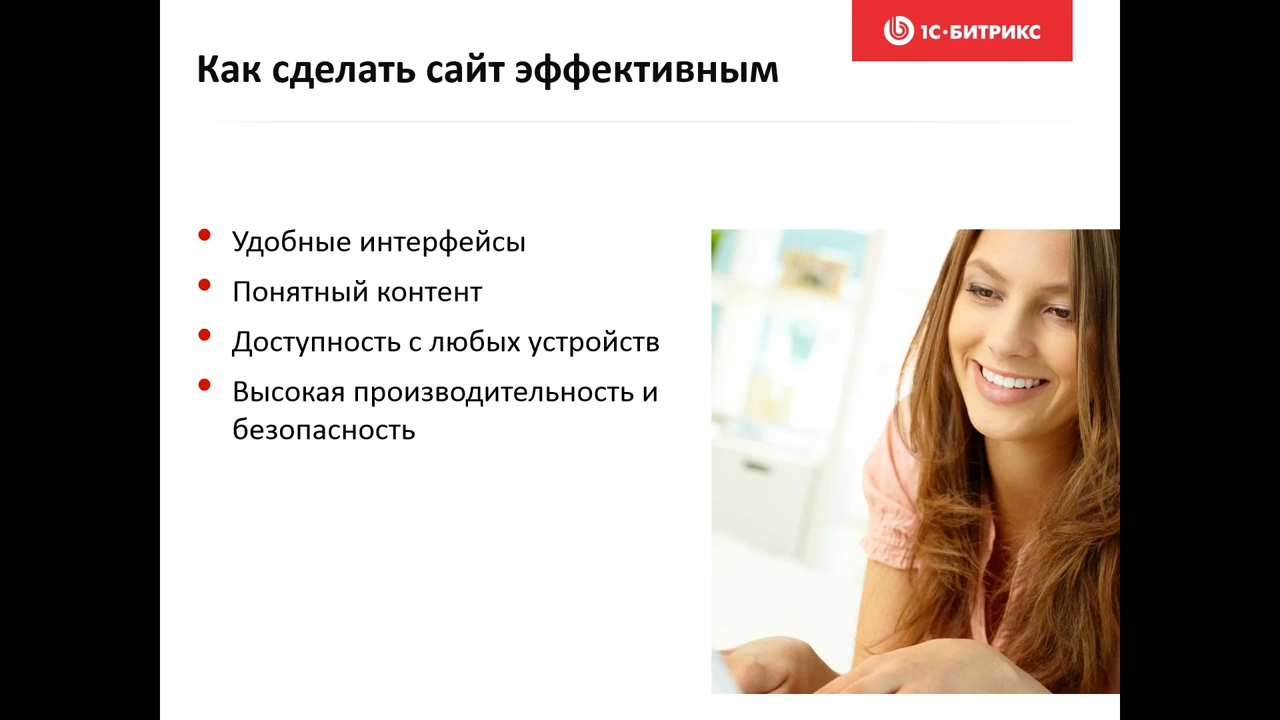 1С·БИТРИКС
Как сделать сайт эффективным
• Удобные интерфейсы
• Понятный контент
• Доступность с любых устройств
• Высокая производительность и
безопасность